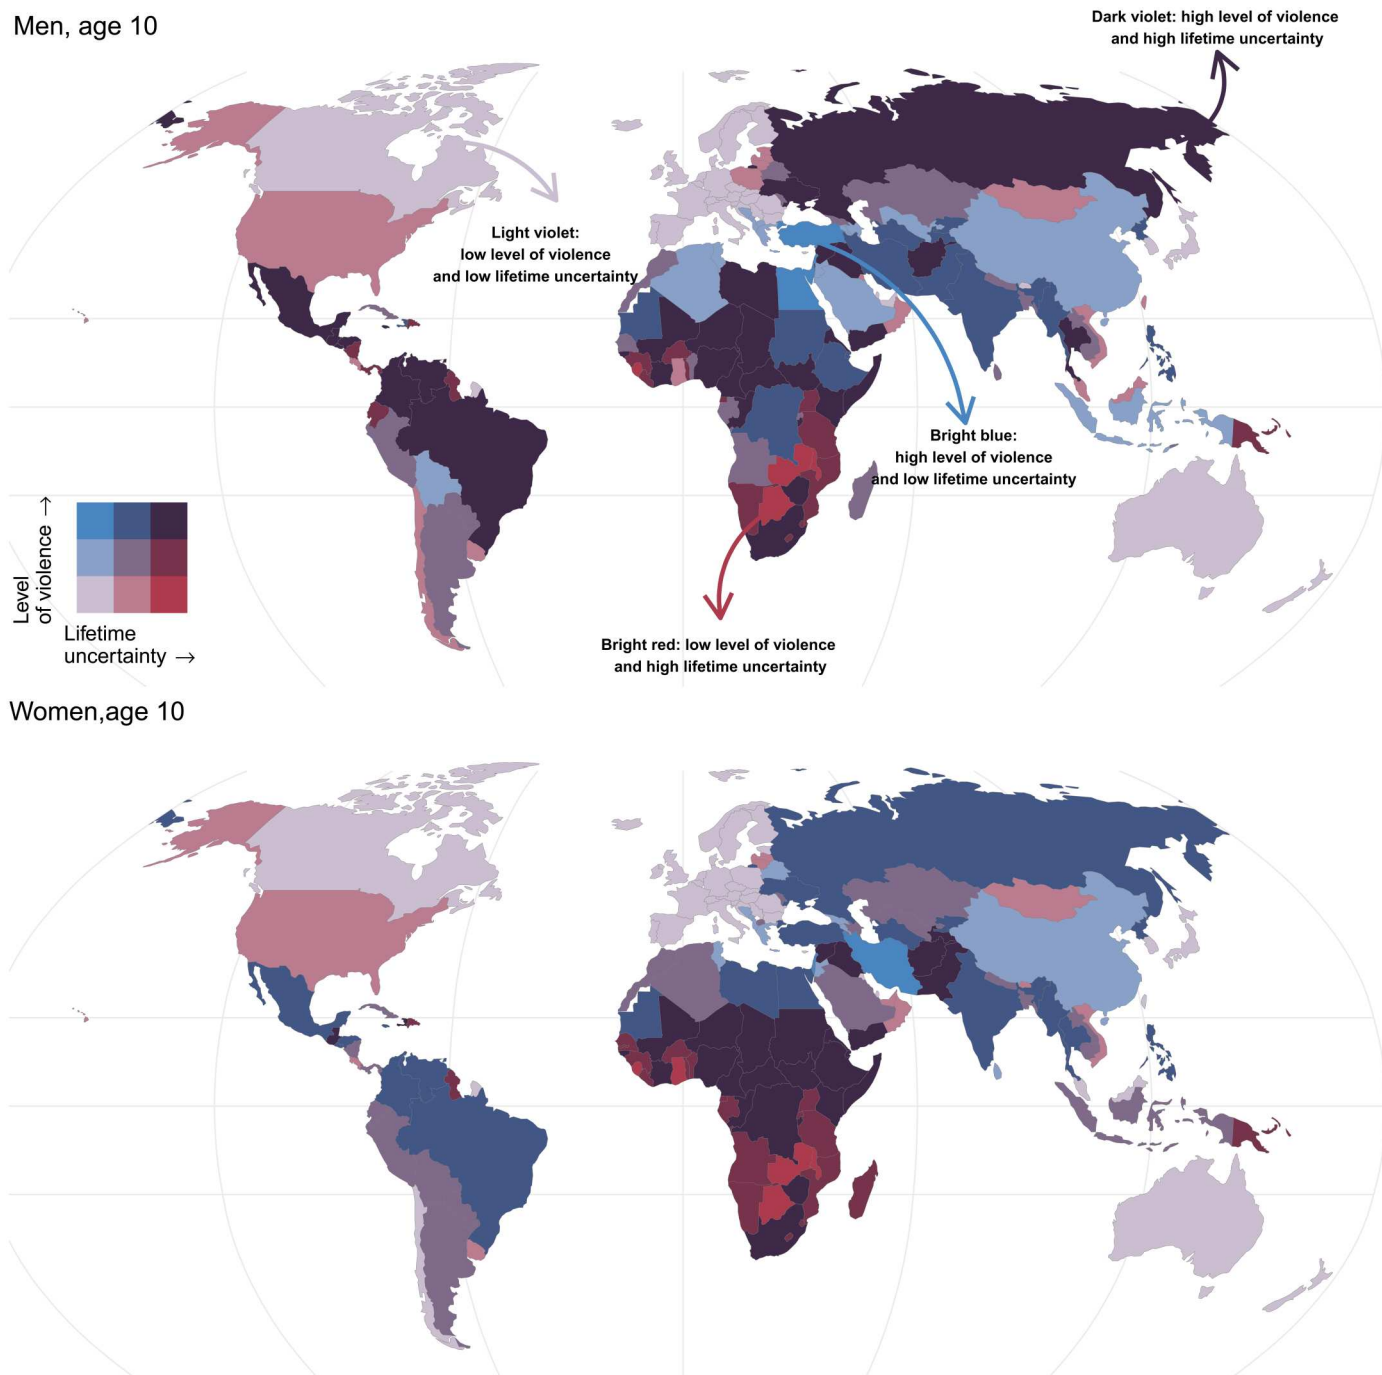 Men, age 10
Dark violet: high level of violence
and high lifetime uncertainty
Light violet:
low level of violence
and low lifetime uncertainty
Bright blue:
high level of violence
and low lifetime uncertainty
Level
of violence →
Lifetime
uncertainty →
Bright red: low level of violence
and high lifetime uncertainty
Women,age 10